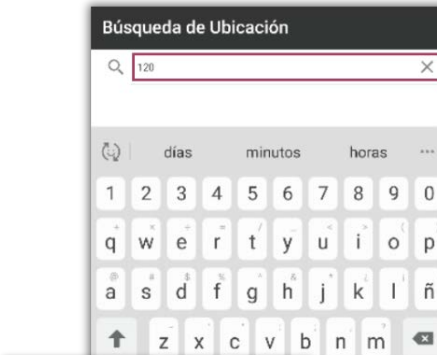 Búsqueda de Ubicación
120
días minutos horas ...
1 2 3 4 5 6 7 8 9 0
q w e r t y u i o p
a s d f g h j k l ñ
z x c v b n m